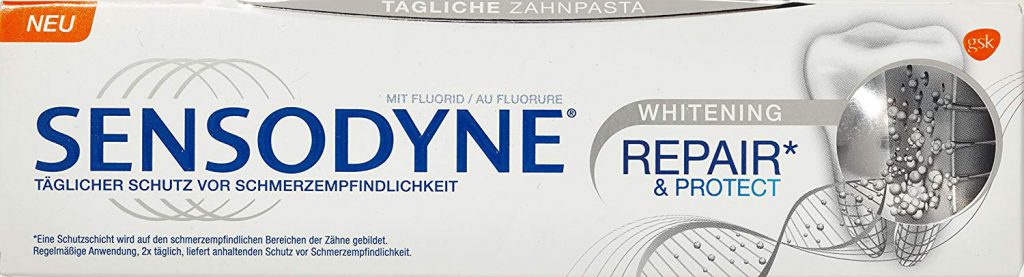 TÄGLICHE ZAHNPASTA
NEU
gsk
MIT FLUORID / AU FLUORURE
SENSODYNE®
TÄGLICHER SCHUTZ VOR SCHMERZEMPFINDLICHKEIT
WHITENING
REPAIR*
& PROTECT
*Eine Schutzschicht wird auf den schmerzempfindlichen Bereichen der Zähne gebildet.
Regelmäßige Anwendung, 2x täglich, liefert anhaltenden Schutz vor Schmerzempfindlichkeit.